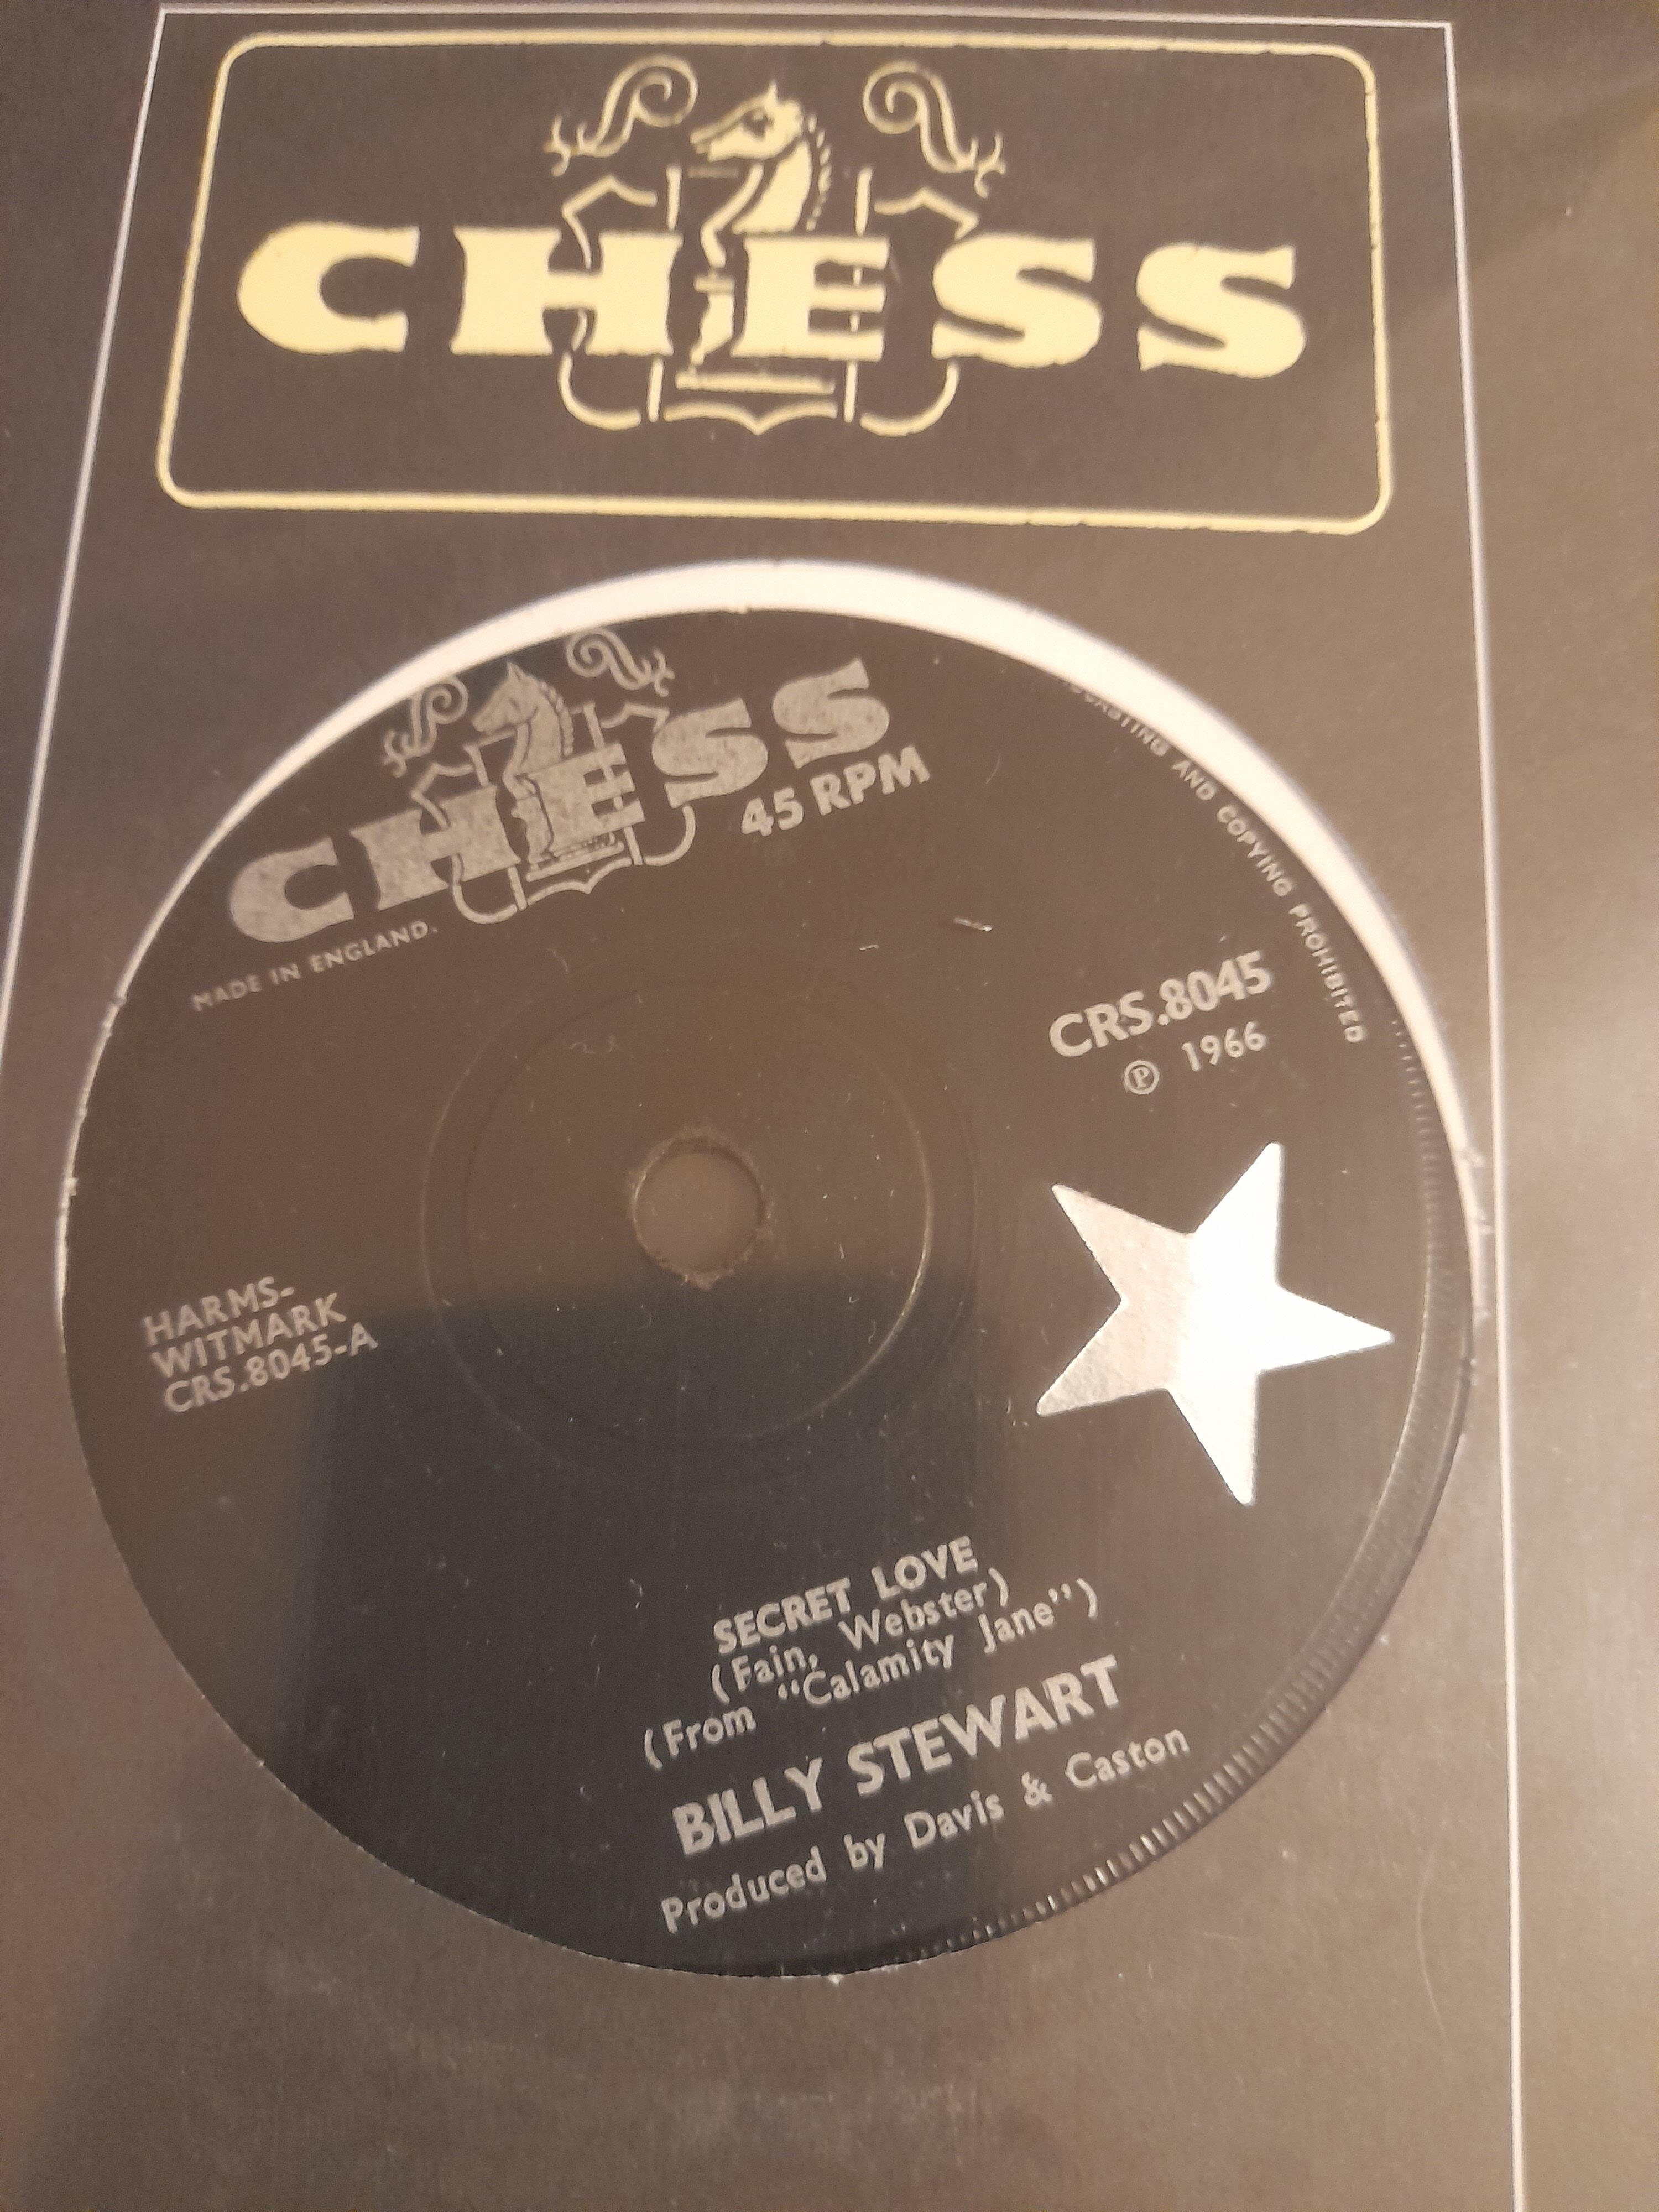 CHESS
CHESS
45 RPM
MADE IN ENGLAND.
AND COPYING PROHIBITED
CRS.8045
℗ 1966
HARMS-
WITMARK
CRS.8045-A
SECRET LOVE
(Fain, Webster)
(From "Calamity Jane")
BILLY STEWART
Produced by Davis & Caston